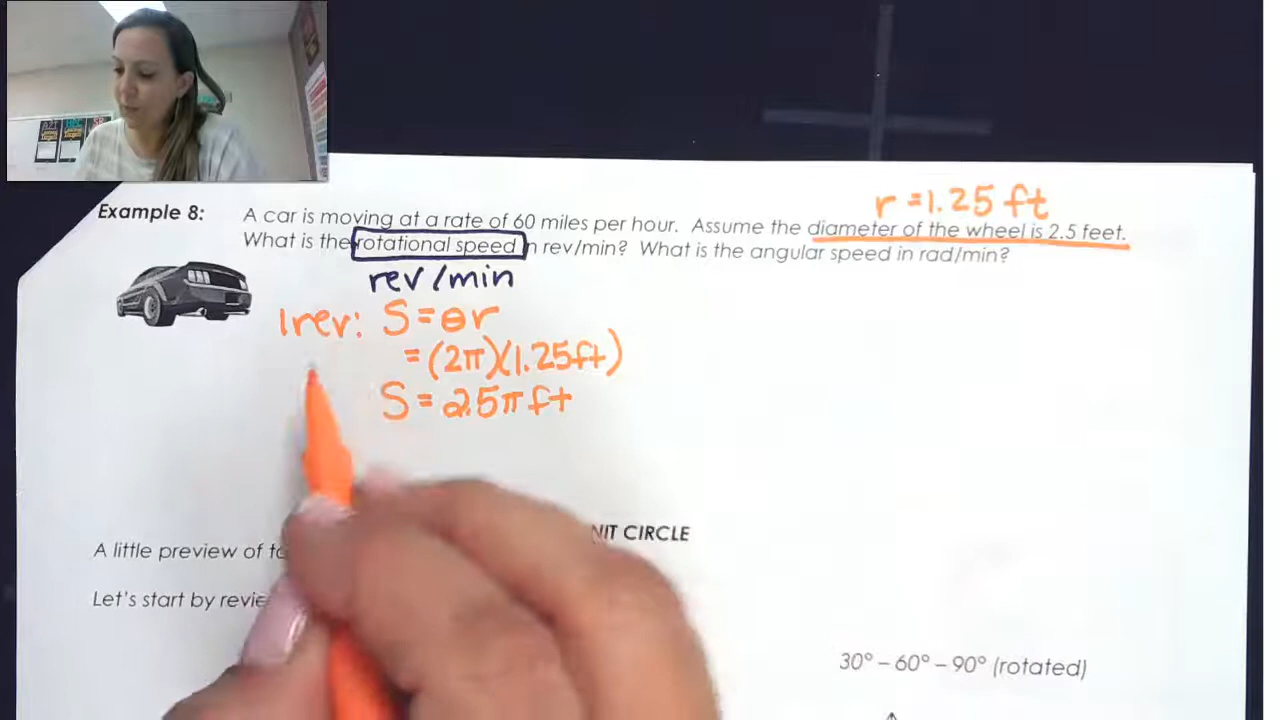 r = 1.25 ft
Example 8: A car is moving at a rate of 60 miles per hour. Assume the diameter of the wheel is 2.5 feet.
What is the rotational speed in rev/min? What is the angular speed in rad/min?
rev/min
1rev: S = θr
= (2π)(1.25ft)
S = 2.5π ft
NIT CIRCLE
A little preview of
Let's start by
30° – 60° – 90° (rotated)